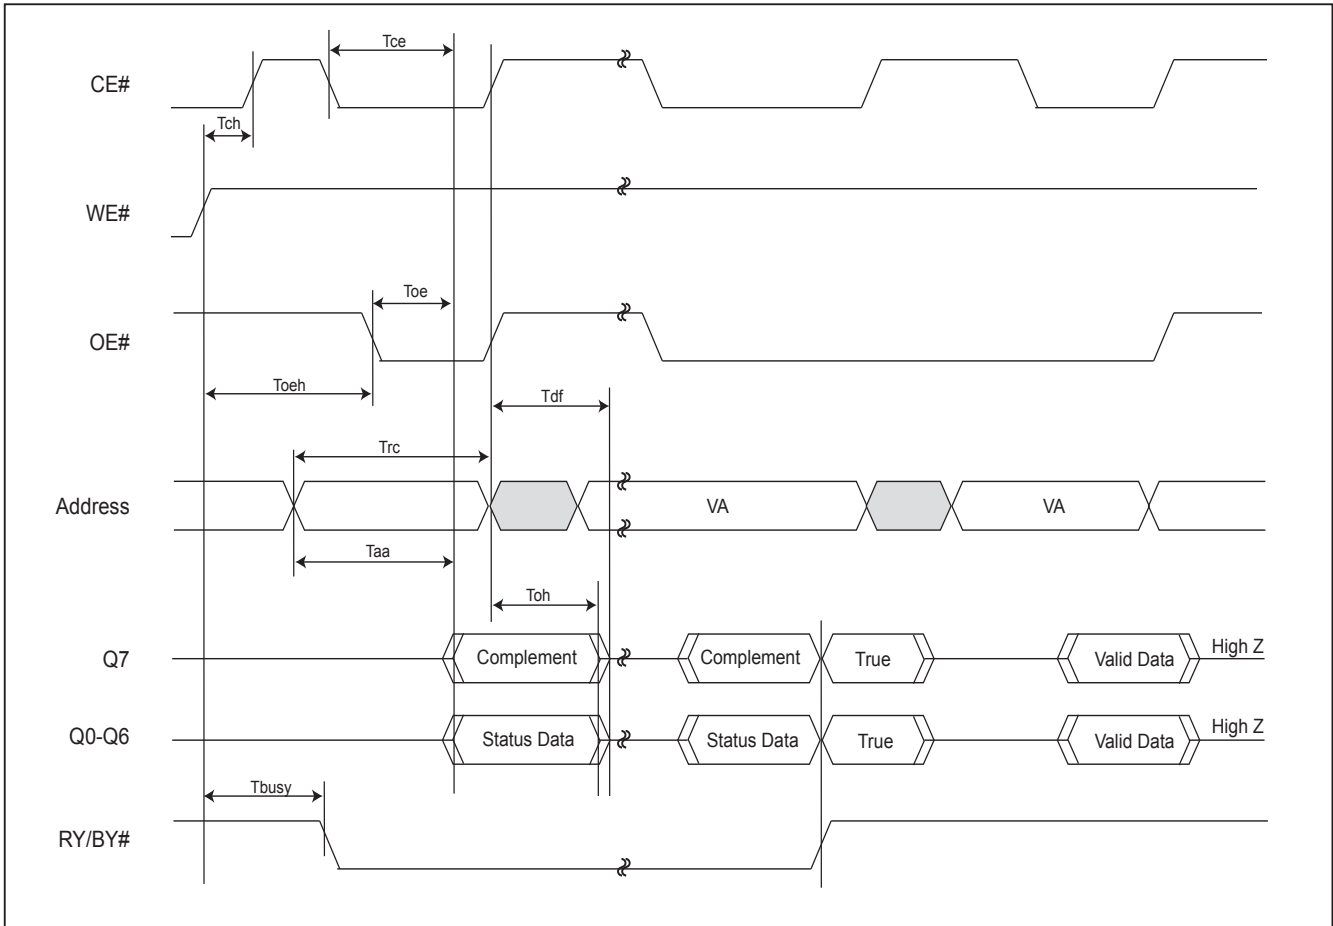 Tce
CE#
Tch
WE#
Toe
OE#
Toeh
Tdf
Trc
Address
VA
VA
Taa
Toh
Q7
Complement
Complement
True
Valid Data
High Z
Q0-Q6
Status Data
Status Data
True
Valid Data
High Z
Tbusy
RY/BY#